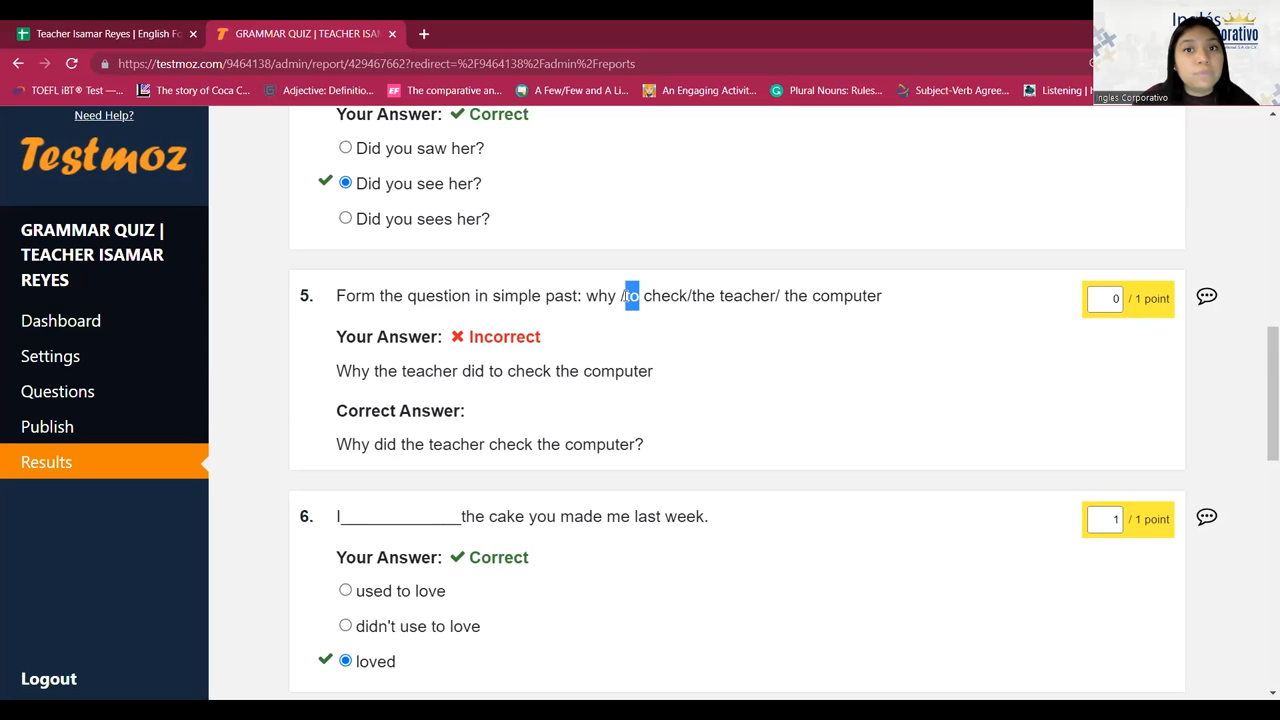 Teacher Isamar Reyes | English Fo
GRAMMAR QUIZ | TEACHER ISAM
https://testmoz.com/9464138/admin/report/429467662?redirect=%2F9464138%2Fadmin%2Freports
TOEFL iBT® Test —...
The story of Coca C...
Adjective: Definitio...
The comparative an...
A Few/Few and A Li...
An Engaging Activit...
Plural Nouns: Rules...
Subject-Verb Agree...
Listening |
Inglés
orativo
Ingles Corporativo
Need Help?
Testmoz
GRAMMAR QUIZ |
TEACHER ISAMAR
REYES
Dashboard
Settings
Questions
Publish
Results
Logout
Your Answer: ✔ Correct
Did you saw her?
Did you see her?
Did you sees her?
5. Form the question in simple past: why /to check/the teacher/ the computer
0 / 1 point
Your Answer: ✖ Incorrect
Why the teacher did to check the computer
Correct Answer:
Why did the teacher check the computer?
6. I______________the cake you made me last week.
1 / 1 point
Your Answer: ✔ Correct
used to love
didn't use to love
loved